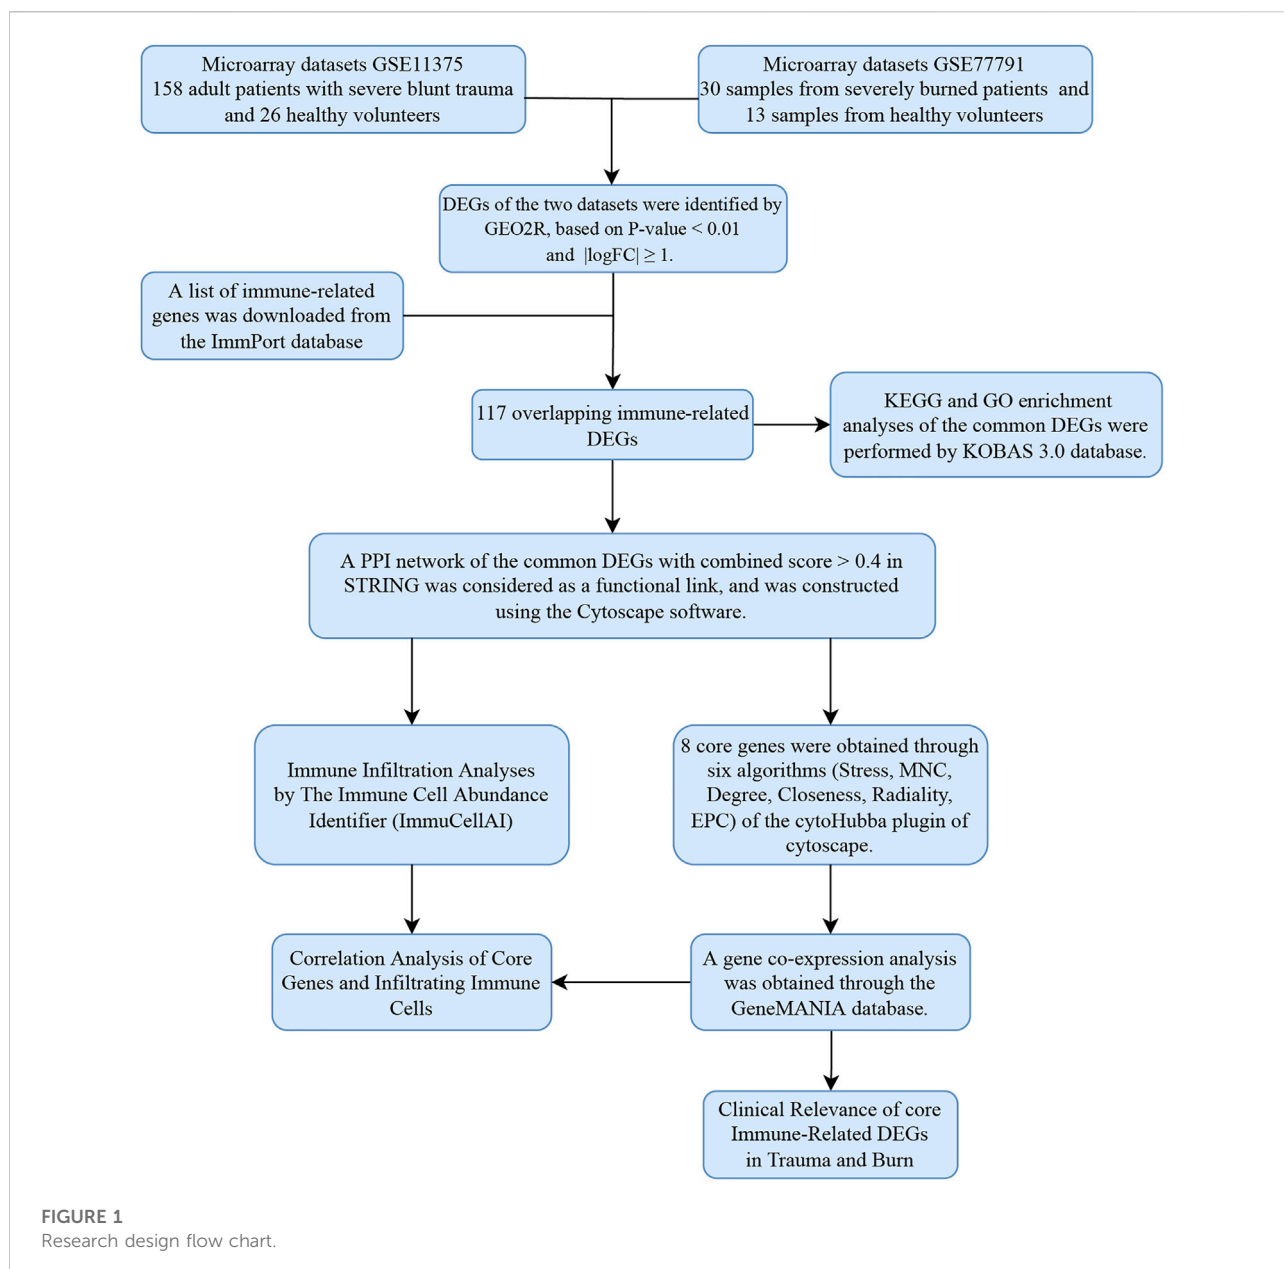 Microarray datasets GSE11375
158 adult patients with severe blunt trauma
and 26 healthy volunteers
Microarray datasets GSE77791
30 samples from severely burned patients and
13 samples from healthy volunteers
DEGs of the two datasets were identified by
GEO2R, based on P-value < 0.01
and |logFC| ≥ 1.
A list of immune-related
genes was downloaded from
the ImmPort database
117 overlapping immune-related
DEGs
KEGG and GO enrichment
analyses of the common DEGs were
performed by KOBAS 3.0 database.
A PPI network of the common DEGs with combined score > 0.4 in
STRING was considered as a functional link, and was constructed
using the Cytoscape software.
Immune Infiltration Analyses
by The Immune Cell Abundance
Identifier (ImmuCellAI)
8 core genes were obtained through
six algorithms (Stress, MNC,
Degree, Closeness, Radiality,
EPC) of the cytoHubba plugin of
cytoscape.
Correlation Analysis of Core
Genes and Infiltrating Immune
Cells
A gene co-expression analysis
was obtained through the
GeneMANIA database.
Clinical Relevance of core
Immune-Related DEGs
in Trauma and Burn
FIGURE 1
Research design flow chart.